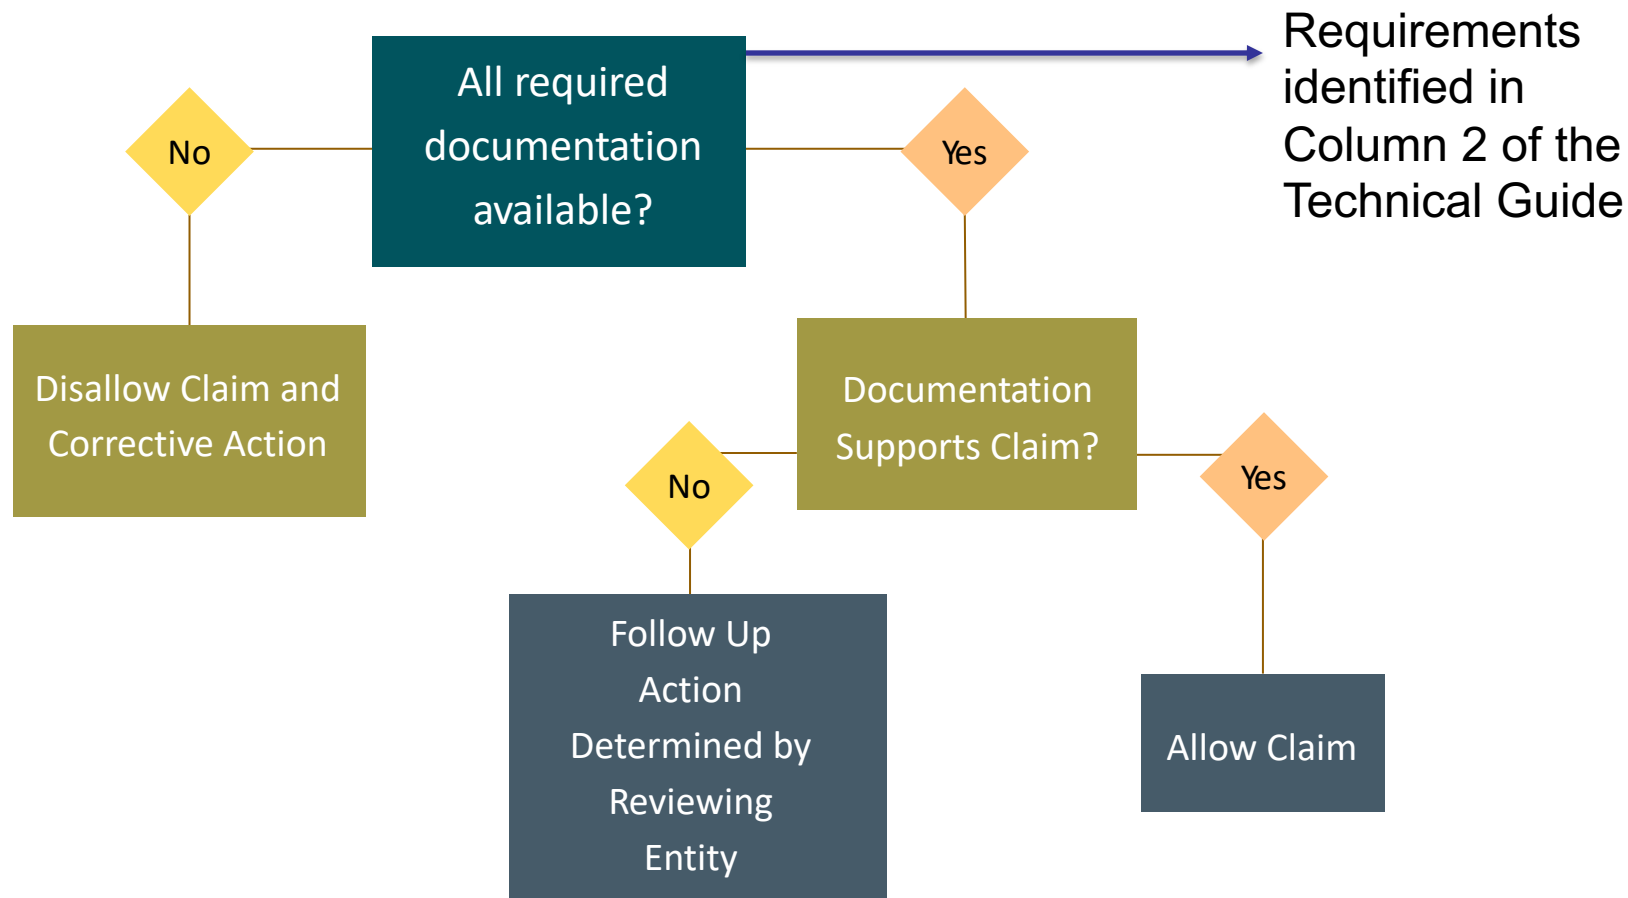 All required
documentation
available?
Requirements
identified in
Column 2 of the
Technical Guide
No
Yes
Disallow Claim and
Corrective Action
Documentation
Supports Claim?
No
Yes
Follow Up
Action
Determined by
Reviewing
Entity
Allow Claim